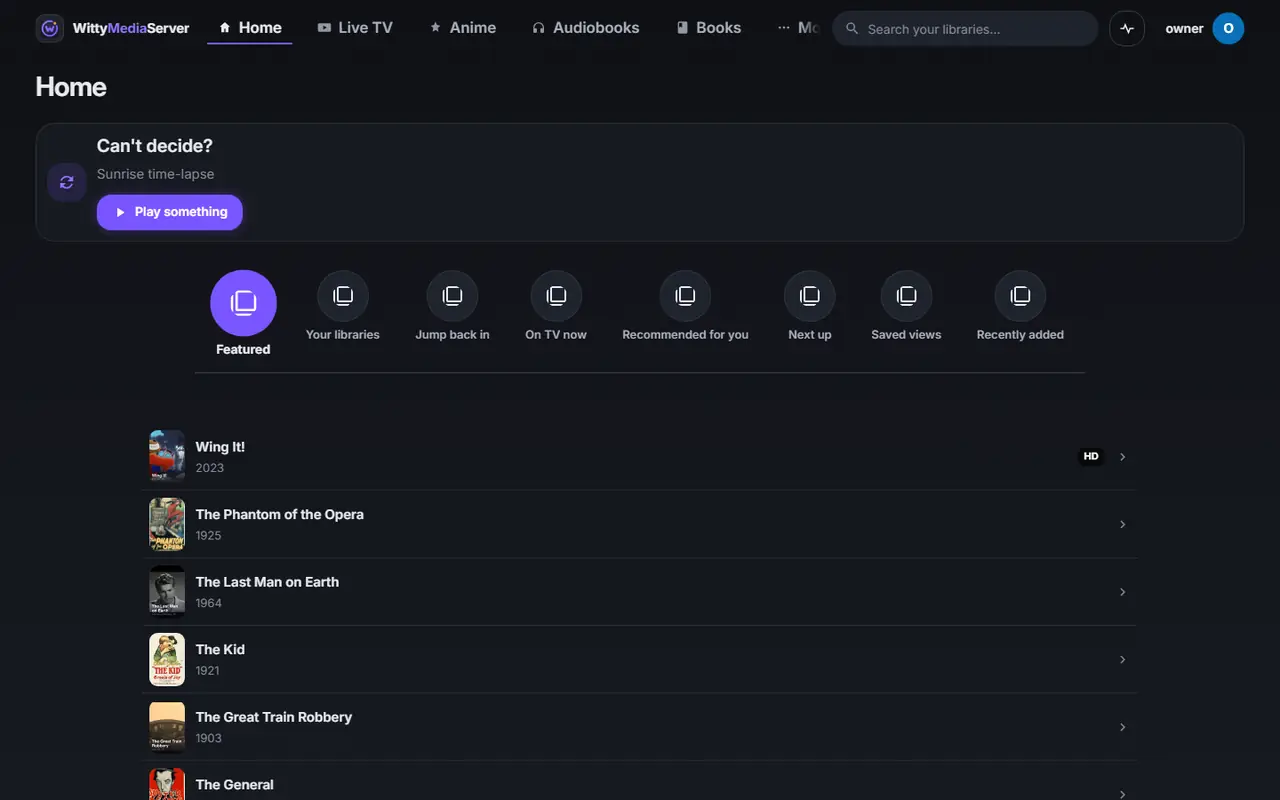 WittyMediaServer
Home
Live TV
Anime
Audiobooks
Books
Search your libraries...
owner
O
Home
Can't decide?
Sunrise time-lapse
Play something
Featured
Your libraries
Jump back in
On TV now
Recommended for you
Next up
Saved views
Recently added
Wing It!
2023
HD
The Phantom of the Opera
1925
The Last Man on Earth
1964
The Kid
1921
THE KID
The Great Train Robbery
1903
The General